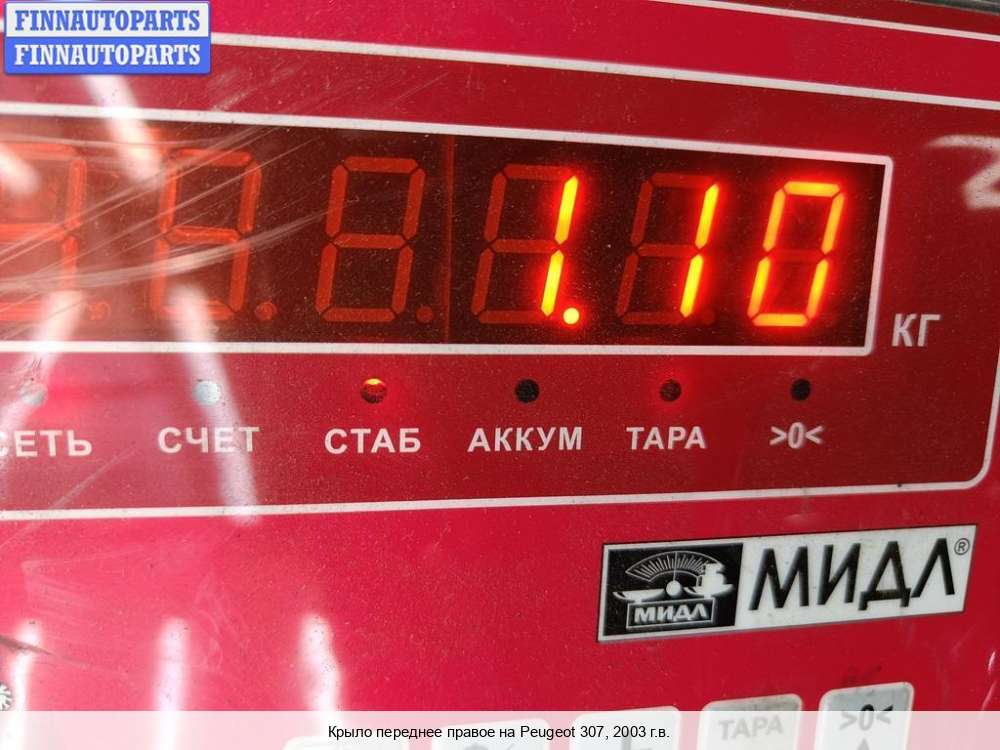 FINNAUTOPARTS
FINNAUTOPARTS
1.10
КГ
СЕТЬ СЧЕТ СТАБ АККУМ ТАРА >0<
МИДЛ МИДЛ®
ТАРА >0<
Крыло переднее правое на Peugeot 307, 2003 г.в.